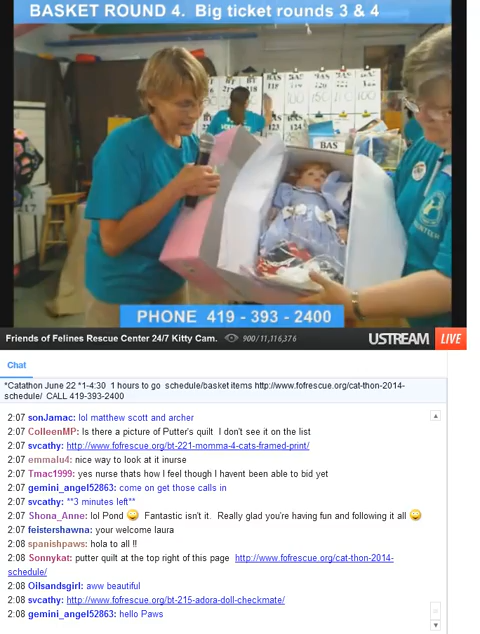 BASKET ROUND 4. Big ticket rounds 3 & 4
BAS
PHONE 419 - 393 - 2400
Friends of Felines Rescue Center 24/7 Kitty Cam. 900/11,116,376 USTREAM LIVE
Chat
*Catathon June 22 *1-4:30 1 hours to go schedule/basket items http://www.fofrescue.org/cat-thon-2014-
schedule/ CALL 419-393-2400
2:07 sonJamac: lol matthew scott and archer
2:07 ColleenMP: Is there a picture of Putter's quilt I don't see it on the list
2:07 svcathy: http://www.fofrescue.org/bt-221-momma-4-cats-framed-print/
2:07 emmalu4: nice way to look at it inurse
2:07 Tmac1999: yes nurse thats how I feel though I havent been able to bid yet
2:07 gemini_angel52863: come on get those calls in
2:07 svcathy: **3 minutes left**
2:07 Shona_Anne: lol Pond Fantastic isn't it. Really glad you're having fun and following it all
2:07 feistershawna: your welcome laura
2:08 spanishpaws: hola to all !!
2:08 Sonnykat: putter quilt at the top right of this page http://www.fofrescue.org/cat-thon-2014-
schedule/
2:08 Oilsandsgirl: aww beautiful
2:08 svcathy: http://www.fofrescue.org/bt-215-adora-doll-checkmate/
2:08 gemini_angel52863: hello Paws